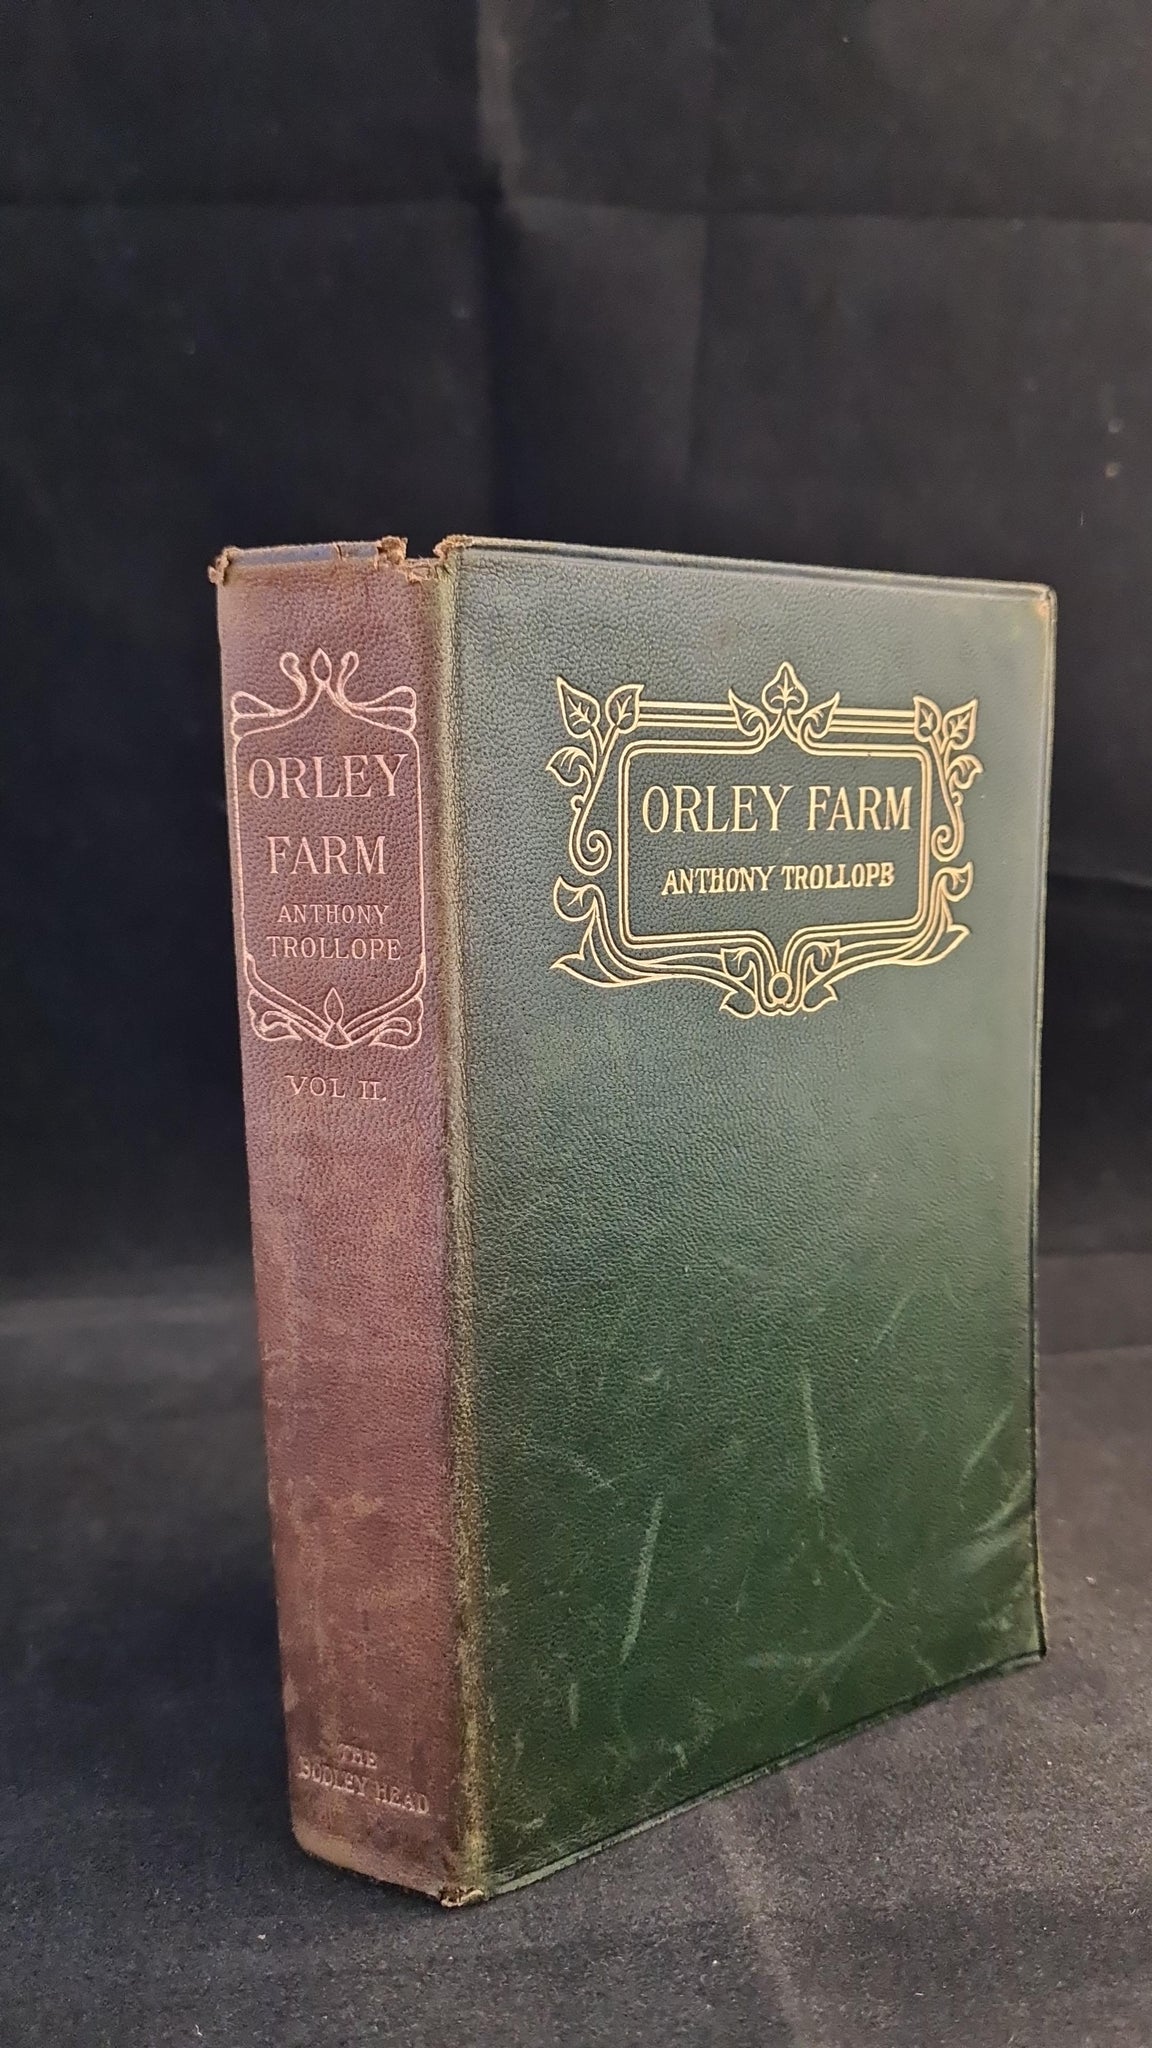 ORLEY
FARM
ANTHONY
TROLLOPE
VOL II.
THE
BODLEY HEAD
ORLEY FARM
ANTHONY TROLLOPE